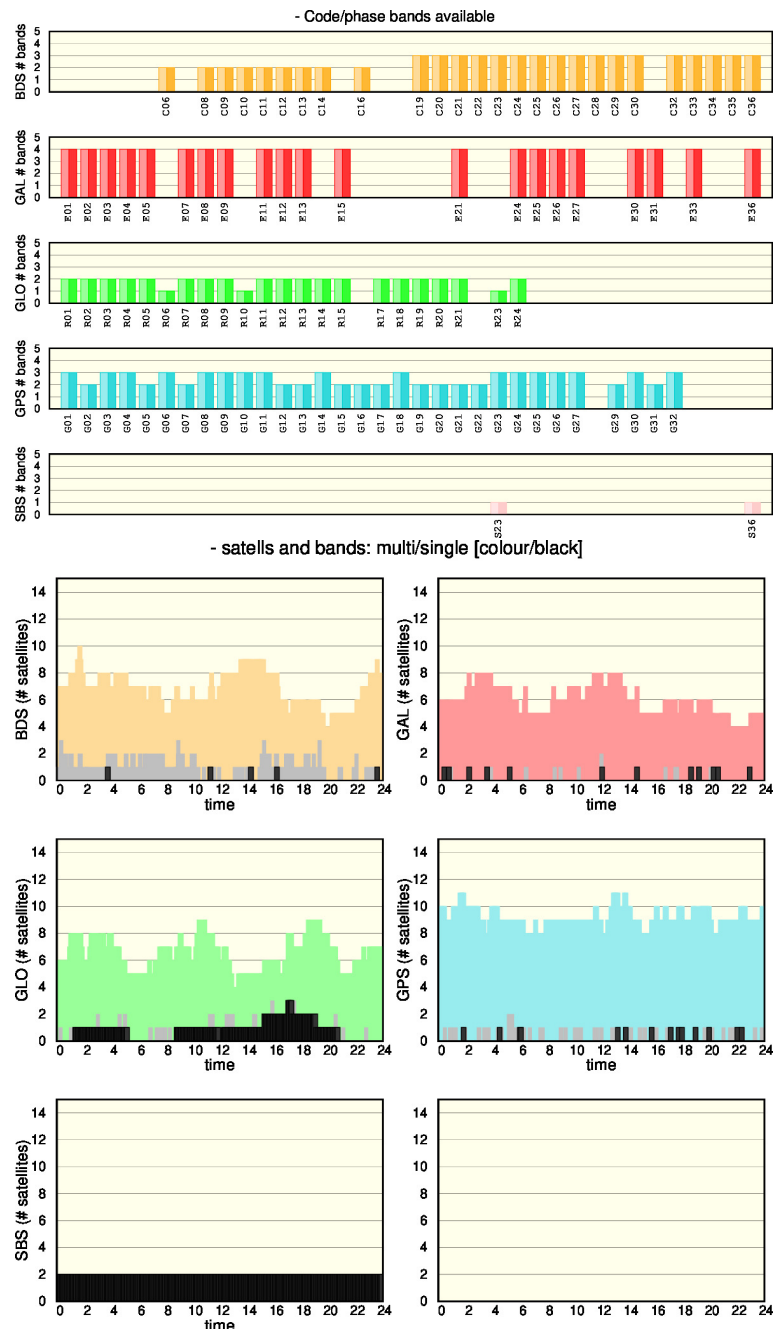 - Code/phase bands available
BDS # bands
5
4
3
2
1
0
C06 C08 C09 C10 C11 C12 C13 C14 C16 C19 C20 C21 C22 C23 C24 C25 C26 C27 C28 C29 C30 C32 C33 C34 C35 C36
GAL # bands
5
4
3
2
1
0
E01 E02 E03 E04 E05 E07 E08 E09 E11 E12 E13 E15 E21 E24 E25 E26 E27 E30 E31 E33 E36
GLO # bands
5
4
3
2
1
0
R01 R02 R03 R04 R05 R06 R07 R08 R09 R10 R11 R12 R13 R14 R15 R17 R18 R19 R20 R21 R23 R24
GPS # bands
5
4
3
2
1
0
G01 G02 G03 G04 G05 G06 G07 G08 G09 G10 G11 G12 G13 G14 G15 G16 G17 G18 G19 G20 G21 G22 G23 G24 G25 G26 G27 G29 G30 G31 G32
SBS # bands
5
4
3
2
1
0
S23 S36
- satells and bands: multi/single [colour/black]
BDS (# satellites)
14
12
10
8
6
4
2
0
0 2 4 6 8 10 12 14 16 18 20 22 24
time
GAL (# satellites)
14
12
10
8
6
4
2
0
0 2 4 6 8 10 12 14 16 18 20 22 24
time
GLO (# satellites)
14
12
10
8
6
4
2
0
0 2 4 6 8 10 12 14 16 18 20 22 24
time
GPS (# satellites)
14
12
10
8
6
4
2
0
0 2 4 6 8 10 12 14 16 18 20 22 24
time
SBS (# satellites)
14
12
10
8
6
4
2
0
0 2 4 6 8 10 12 14 16 18 20 22 24
time
14
12
10
8
6
4
2
0
0 2 4 6 8 10 12 14 16 18 20 22 24